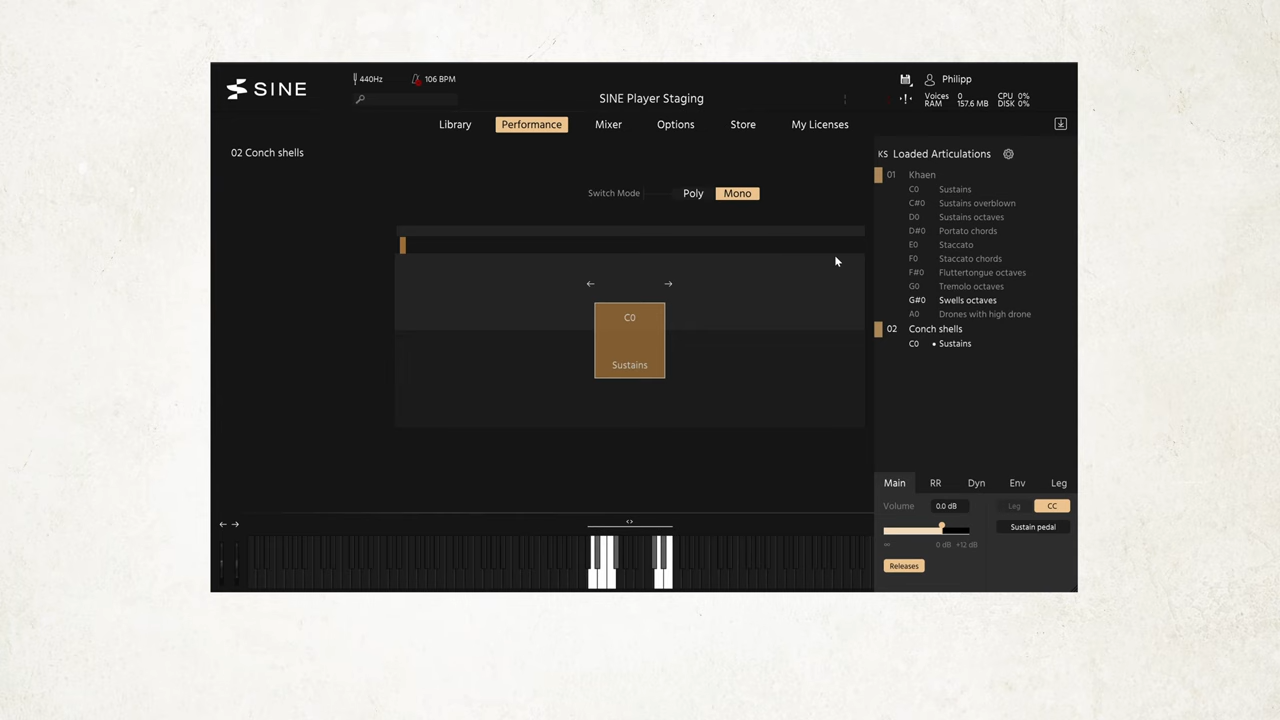 SINE
440Hz
106 BPM
SINE Player Staging
Philipp
Voices 0 CPU 0%
RAM 157.6 MB DISK 0%
Library Performance Mixer Options Store My Licenses
02 Conch shells
Switch Mode Poly Mono
C0
Sustains
KS Loaded Articulations
01 Khaen
C0 Sustains
C#0 Sustains overblown
D0 Sustains octaves
D#0 Portato chords
E0 Staccato
F0 Staccato chords
F#0 Fluttertongue octaves
G0 Tremolo octaves
G#0 Swells octaves
A0 Drones with high drone
02 Conch shells
C0 • Sustains
Main RR Dyn Env Leg
Volume 0.0 dB Leg CC
Sustain pedal
-∞ 0 dB +12 dB
Releases